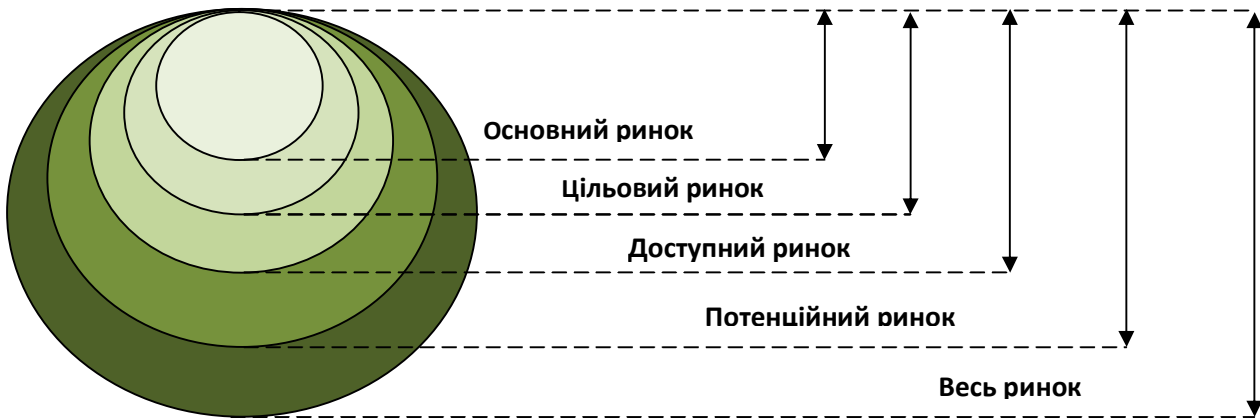 Основний ринок
Цільовий ринок
Доступний ринок
Потенційний ринок
Весь ринок